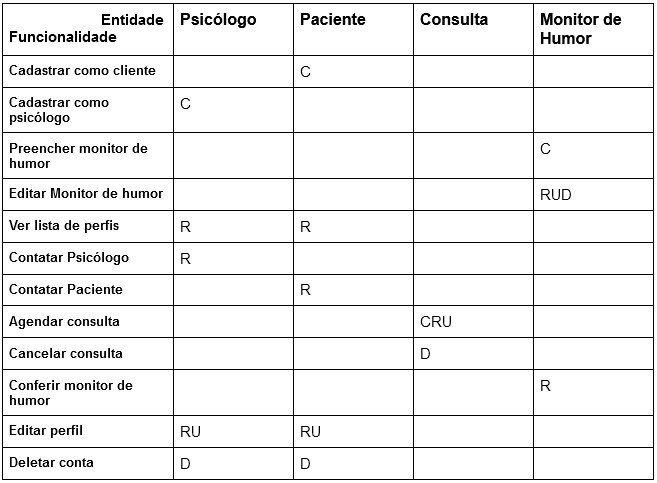 Entidade
Funcionalidade
Psicólogo
Paciente
Consulta
Monitor de
Humor
Cadastrar como cliente
C
Cadastrar como
psicólogo
C
Preencher monitor de
humor
C
Editar Monitor de humor
RUD
Ver lista de perfis
R
R
Contatar Psicólogo
R
Contatar Paciente
R
Agendar consulta
CRU
Cancelar consulta
D
Conferir monitor de
humor
R
Editar perfil
RU
RU
Deletar conta
D
D